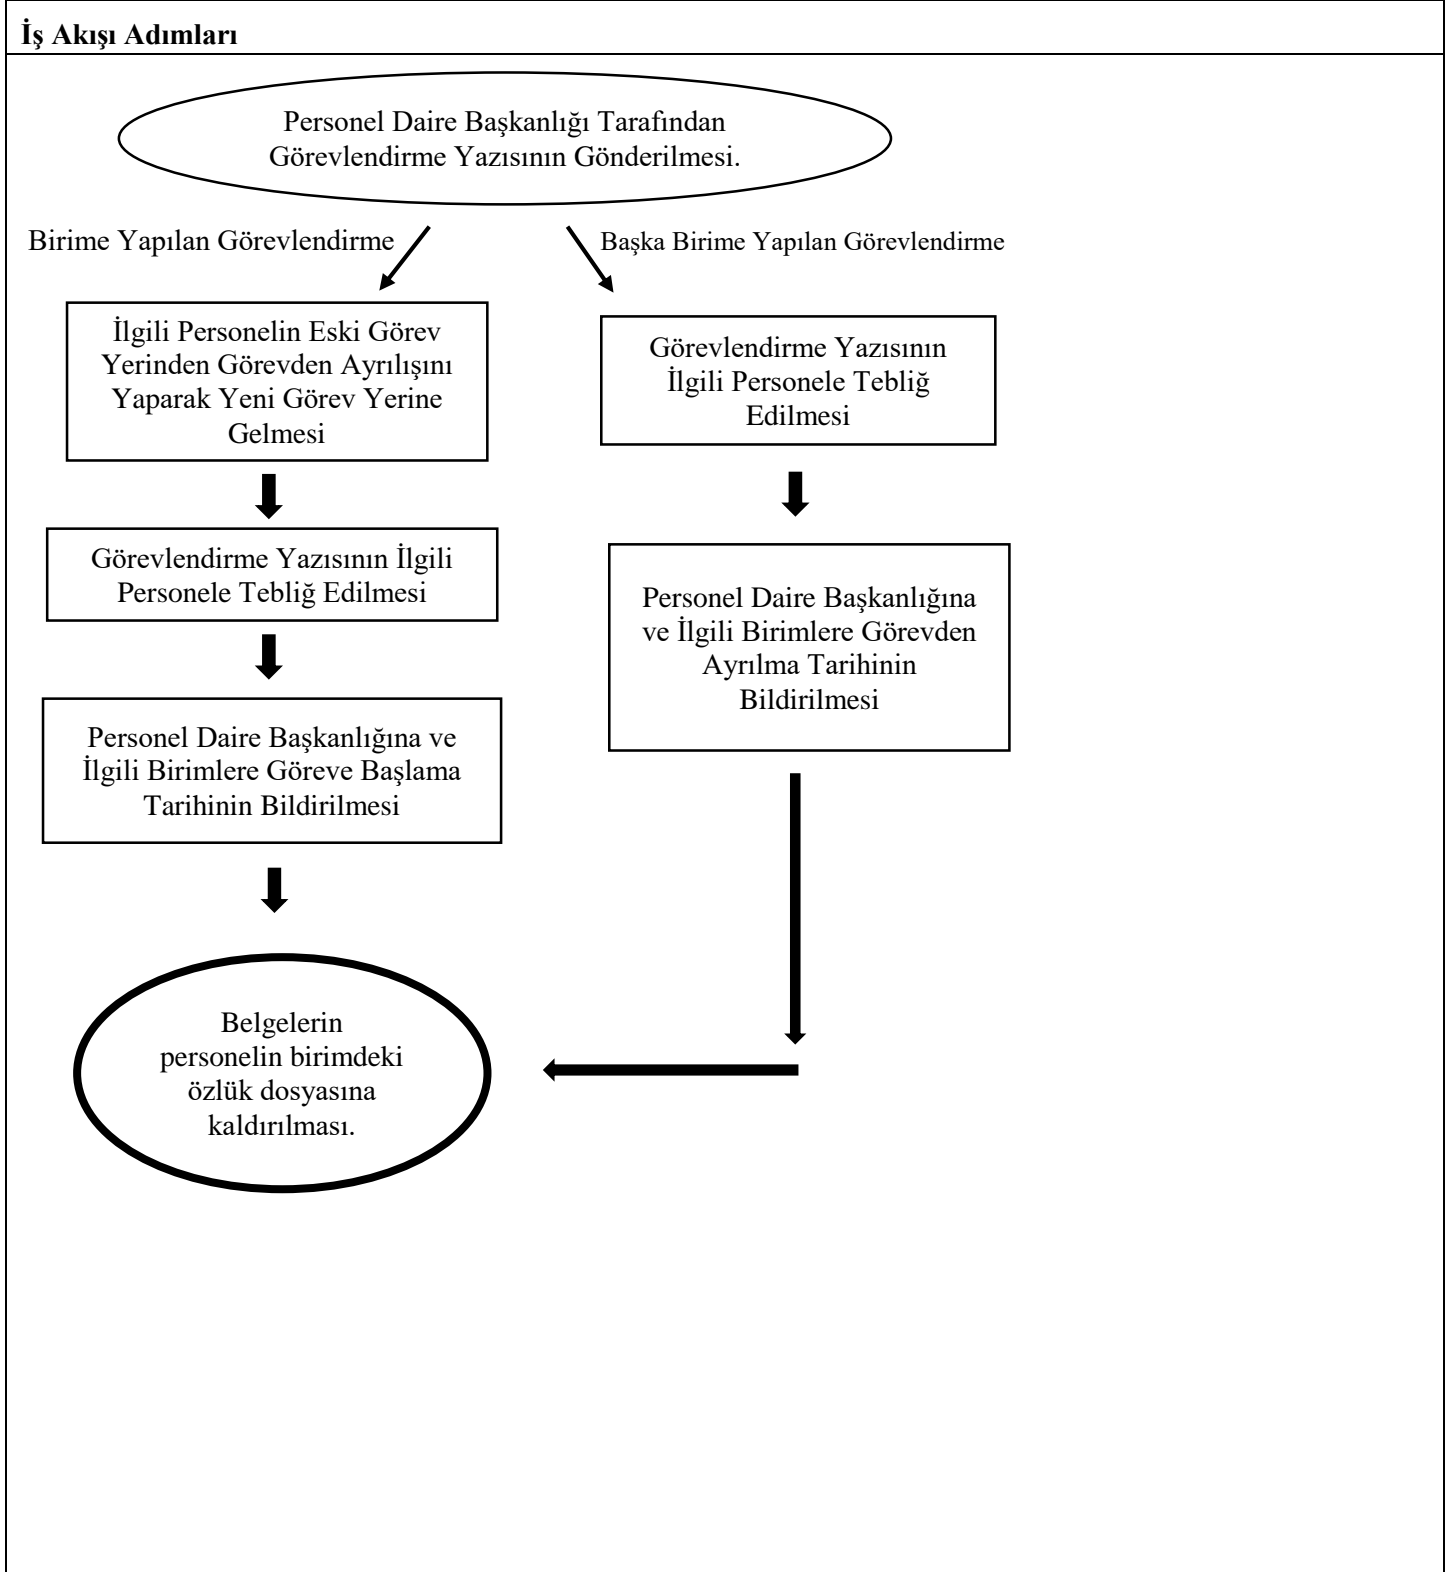 İş Akışı Adımları
Personel Daire Başkanlığı Tarafından
Görevlendirme Yazısının Gönderilmesi.
Birime Yapılan Görevlendirme
Başka Birime Yapılan Görevlendirme
İlgili Personelin Eski Görev
Yerinden Görevden Ayrılışını
Yaparak Yeni Görev Yerine
Gelmesi
Görevlendirme Yazısının
İlgili Personele Tebliğ
Edilmesi
Görevlendirme Yazısının İlgili
Personele Tebliğ Edilmesi
Personel Daire Başkanlığına
ve İlgili Birimlere Görevden
Ayrılma Tarihinin
Bildirilmesi
Personel Daire Başkanlığına ve
İlgili Birimlere Göreve Başlama
Tarihinin Bildirilmesi
Belgelerin
personelin birimdeki
özlük dosyasına
kaldırılması.